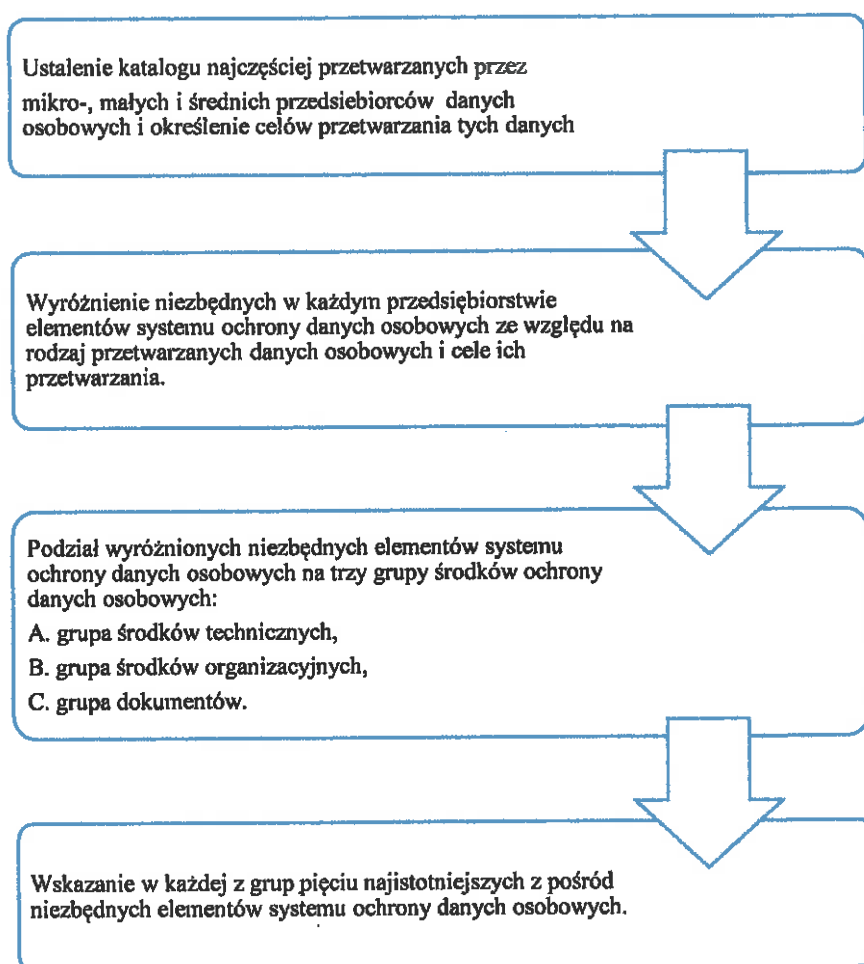 Ustalenie katalogu najczęściej przetwarzanych przez
mikro-, małych i średnich przedsiebiorców danych
osobowych i określenie celów przetwarzania tych danych
Wyróżnienie niezbędnych w każdym przedsiębiorstwie
elementów systemu ochrony danych osobowych ze względu na
rodzaj przetwarzanych danych osobowych i cele ich
przetwarzania.
Podział wyróżnionych niezbędnych elementów systemu
ochrony danych osobowych na trzy grupy środków ochrony
danych osobowych:
A. grupa środków technicznych,
B. grupa środków organizacyjnych,
C. grupa dokumentów.
Wskazanie w każdej z grup pięciu najistotniejszych z pośród
niezbędnych elementów systemu ochrony danych osobowych.